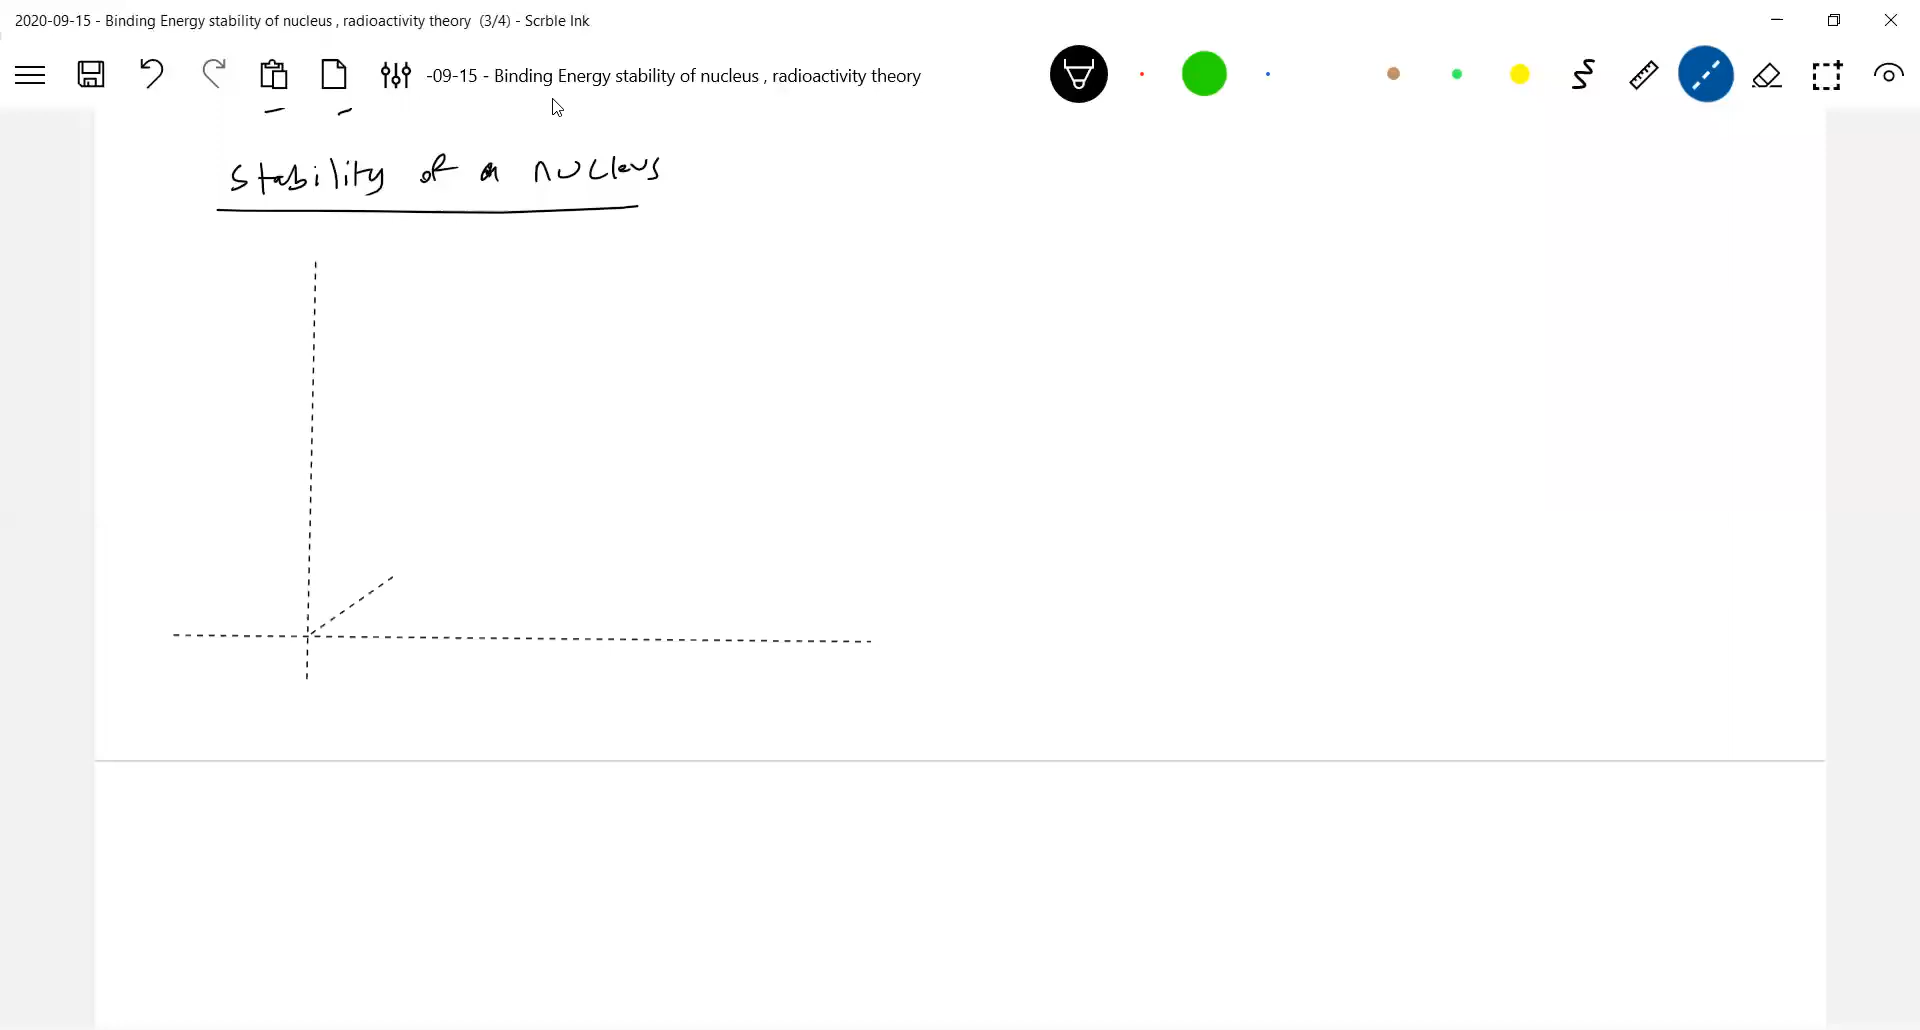 2020-09-15 - Binding Energy stability of nucleus , radioactivity theory (3/4) - Scrble Ink
-09-15 - Binding Energy stability of nucleus , radioactivity theory
Stability of a nucleus